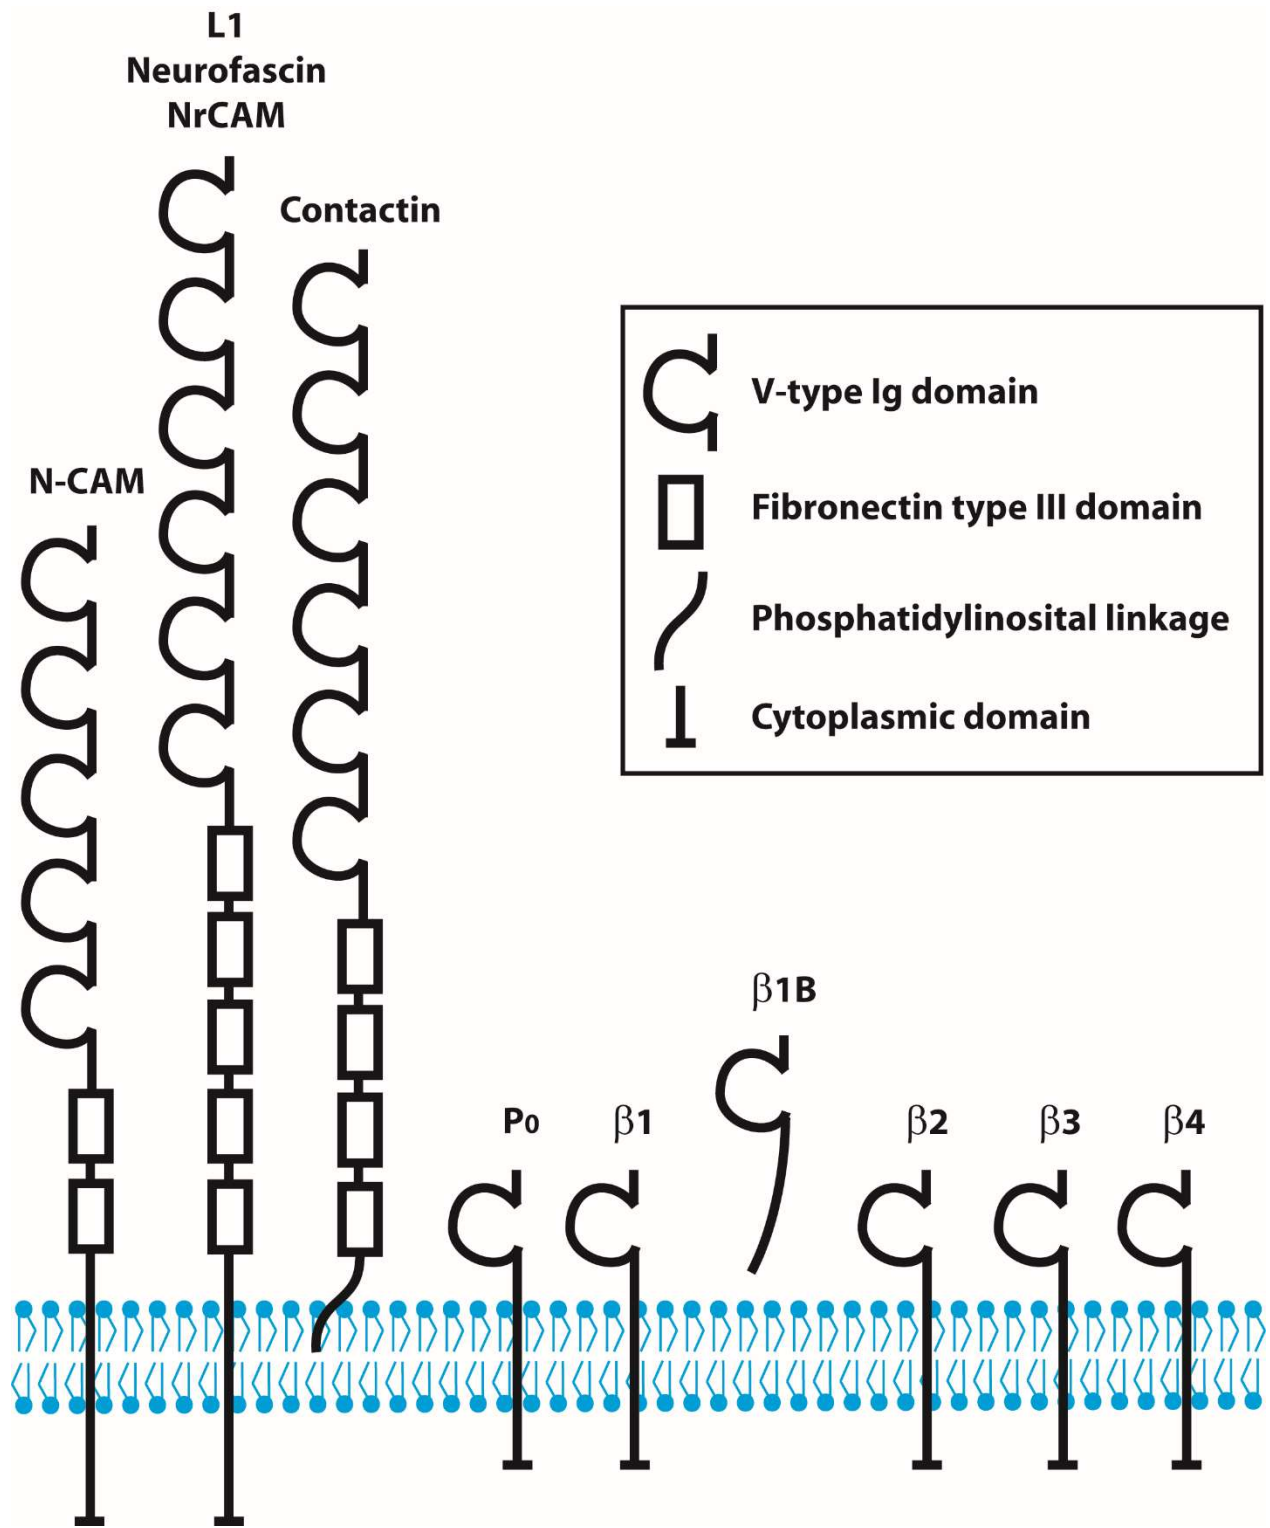 L1
Neurofascin
NrCAM
Contactin
N-CAM
V-type Ig domain
Fibronectin type III domain
Phosphatidylinosital linkage
Cytoplasmic domain
β1B
P0
β1
β2
β3
β4